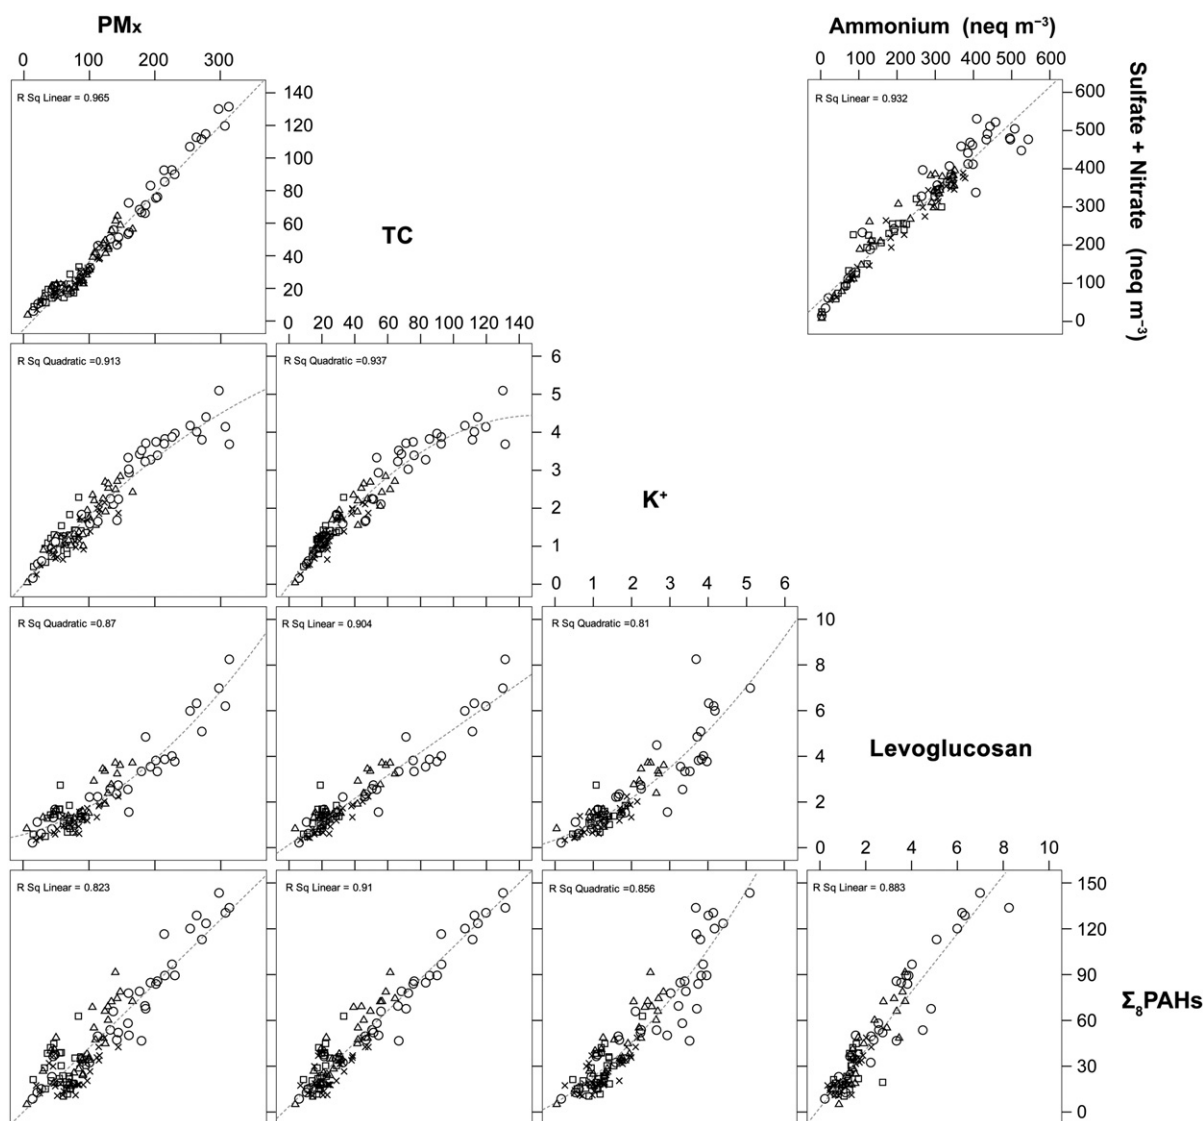 PMx
0 100 200 300
Ammonium (neq m⁻³)
0 100 200 300 400 500 600
R Sq Linear = 0.965
140
120
100
80
60
40
20
0
TC
R Sq Linear = 0.932
600
500
400
300
200
100
0
Sulfate + Nitrate (neq m⁻³)
0 20 40 60 80 100 120 140
R Sq Quadratic =0.913
R Sq Quadratic =0.937
6
5
4
3
2
1
0
K⁺
0 1 2 3 4 5 6
R Sq Quadratic =0.87
R Sq Linear = 0.904
R Sq Quadratic =0.81
10
8
6
4
2
0
Levoglucosan
0 2 4 6 8 10
R Sq Linear = 0.823
R Sq Linear = 0.91
R Sq Quadratic =0.856
R Sq Linear = 0.883
150
120
90
60
30
0
Σ₈PAHs